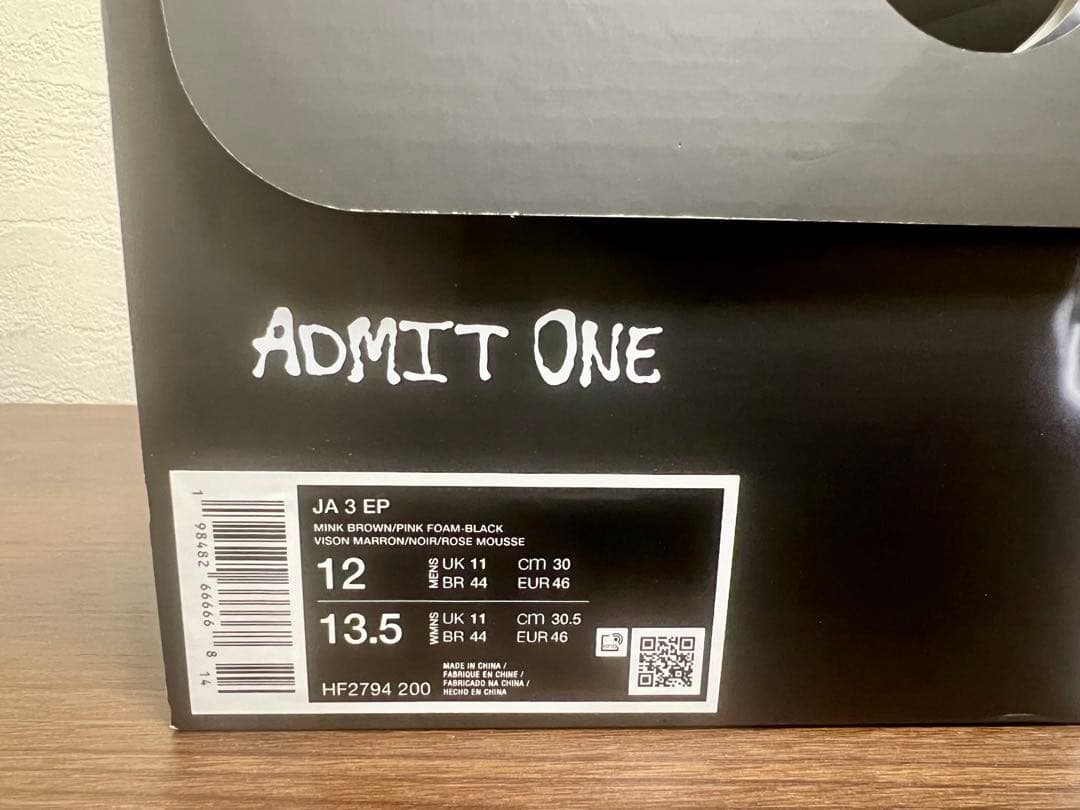 ADMIT ONE
JA 3 EP
MINK BROWN/PINK FOAM-BLACK
VISON MARRON/NOIR/ROSE MOUSSE
12 MENS UK 11 cm 30
BR 44 EUR 46
13.5 WMNS UK 11 cm 30.5
BR 44 EUR 46
MADE IN CHINA /
FABRIQUE EN CHINE /
FABRICADO NA CHINA /
HECHO EN CHINA
HF2794 200
1 98482 66666 8 14